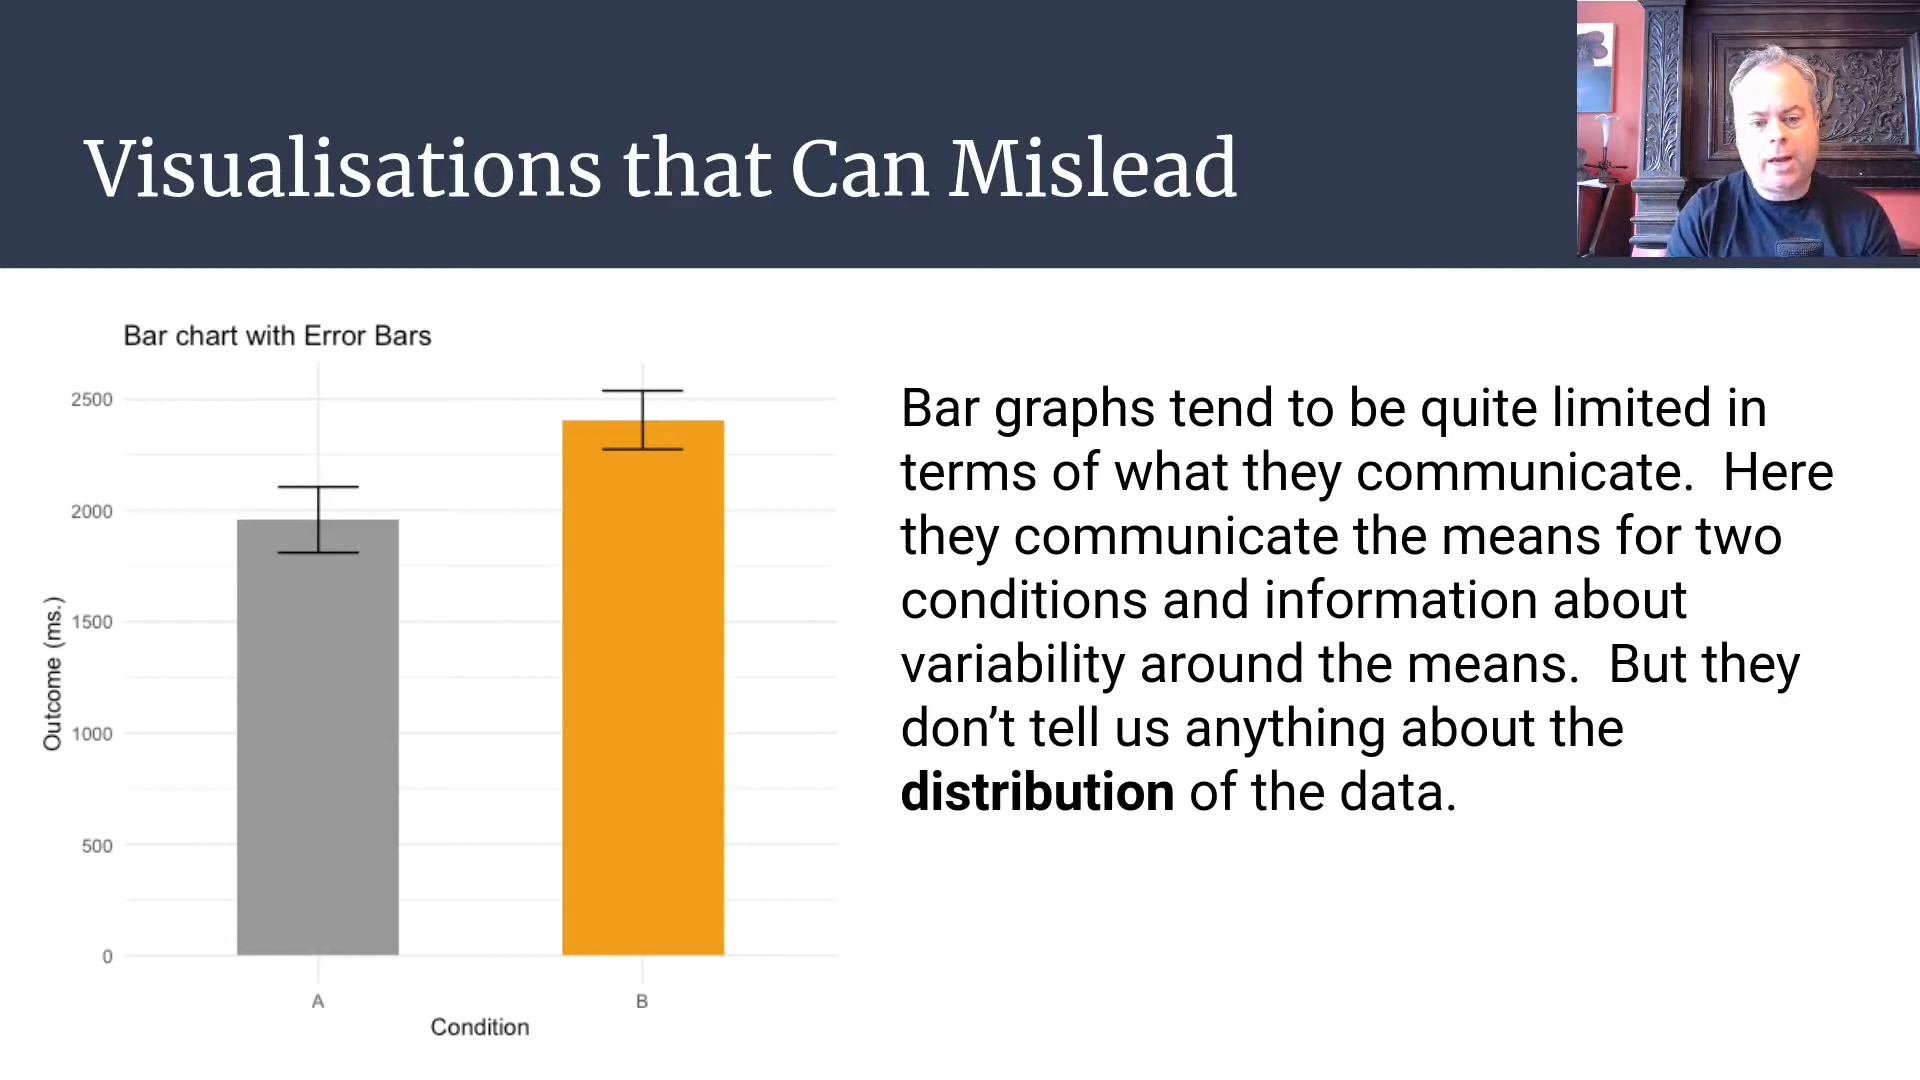 Visualisations that Can Mislead
Bar chart with Error Bars
2500
2000
1500
1000
500
0
Outcome (ms.)
A
B
Condition
Bar graphs tend to be quite limited in
terms of what they communicate.  Here
they communicate the means for two
conditions and information about
variability around the means.  But they
don’t tell us anything about the
distribution of the data.